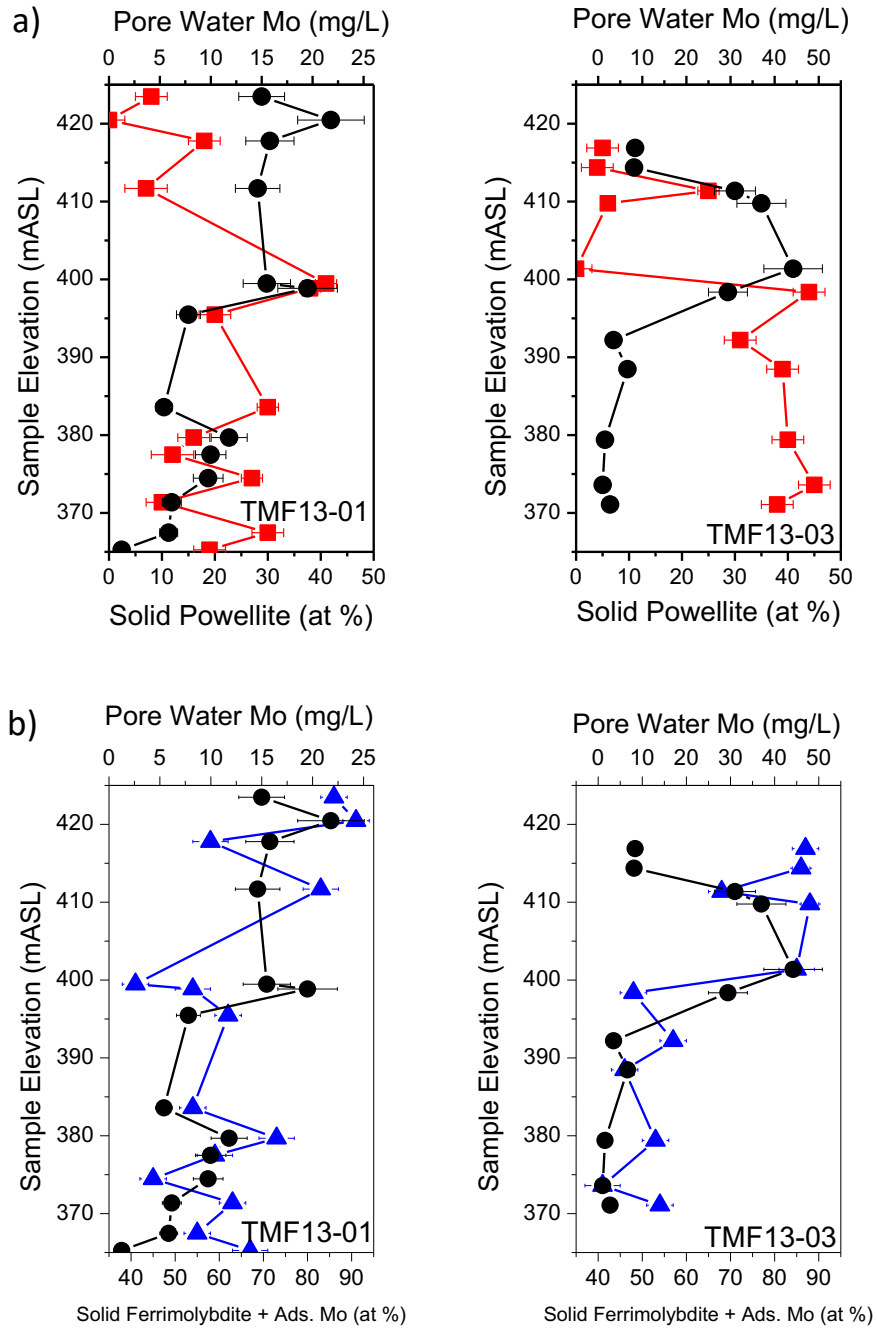 a)
Pore Water Mo (mg/L)
0 5 10 15 20 25
Sample Elevation (mASL)
420
410
400
390
380
370
TMF13-01
0 10 20 30 40 50
Solid Powellite (at %)
Pore Water Mo (mg/L)
0 10 20 30 40 50
Sample Elevation (mASL)
420
410
400
390
380
370
TMF13-03
0 10 20 30 40 50
Solid Powellite (at %)
b)
Pore Water Mo (mg/L)
0 5 10 15 20 25
Sample Elevation (mASL)
420
410
400
390
380
370
TMF13-01
40 50 60 70 80 90
Solid Ferrimolybdite + Ads. Mo (at %)
Pore Water Mo (mg/L)
0 10 20 30 40 50
Sample Elevation (mASL)
420
410
400
390
380
370
TMF13-03
40 50 60 70 80 90
Solid Ferrimolybdite + Ads. Mo (at %)